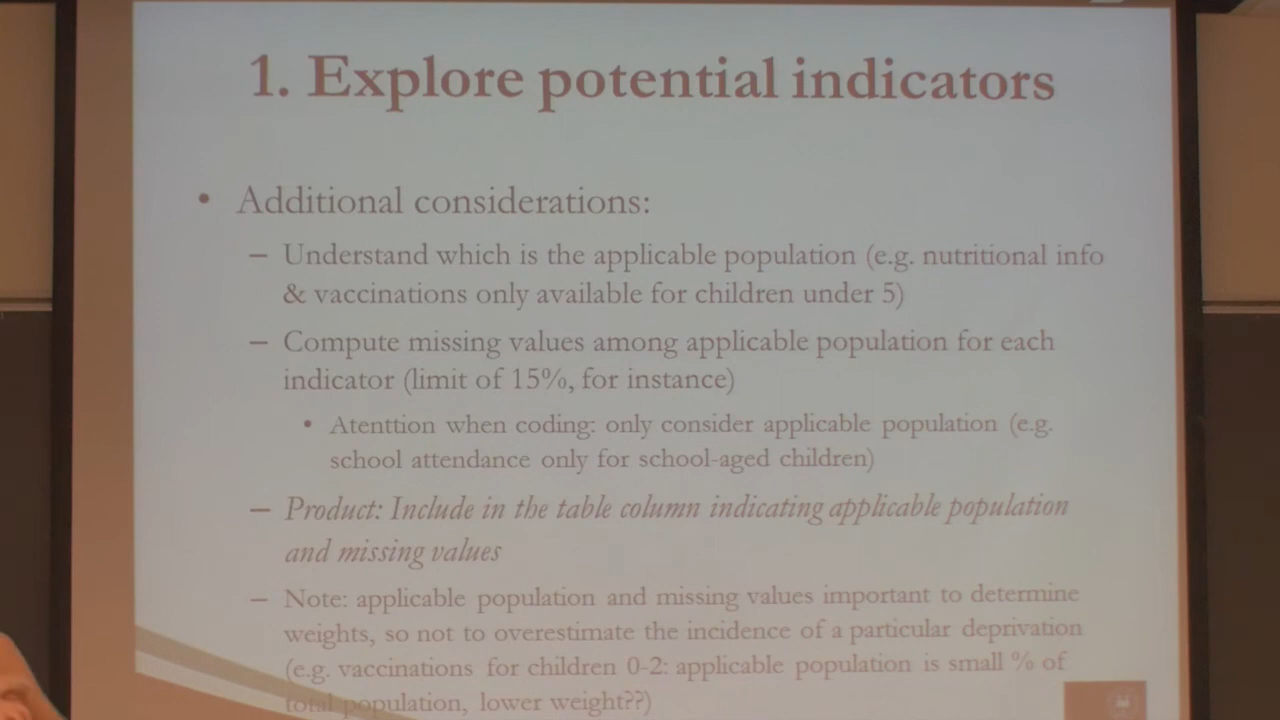 1. Explore potential indicators
• Additional considerations:
– Understand which is the applicable population (e.g. nutritional info
& vaccinations only available for children under 5)
– Compute missing values among applicable population for each
indicator (limit of 15%, for instance)
• Atenttion when coding: only consider applicable population (e.g.
school attendance only for school-aged children)
– Product: Include in the table column indicating applicable population
and missing values
– Note: applicable population and missing values important to determine
weights, so not to overestimate the incidence of a particular deprivation
(e.g. vaccinations for children 0-2: applicable population is small % of
total population, lower weight??)